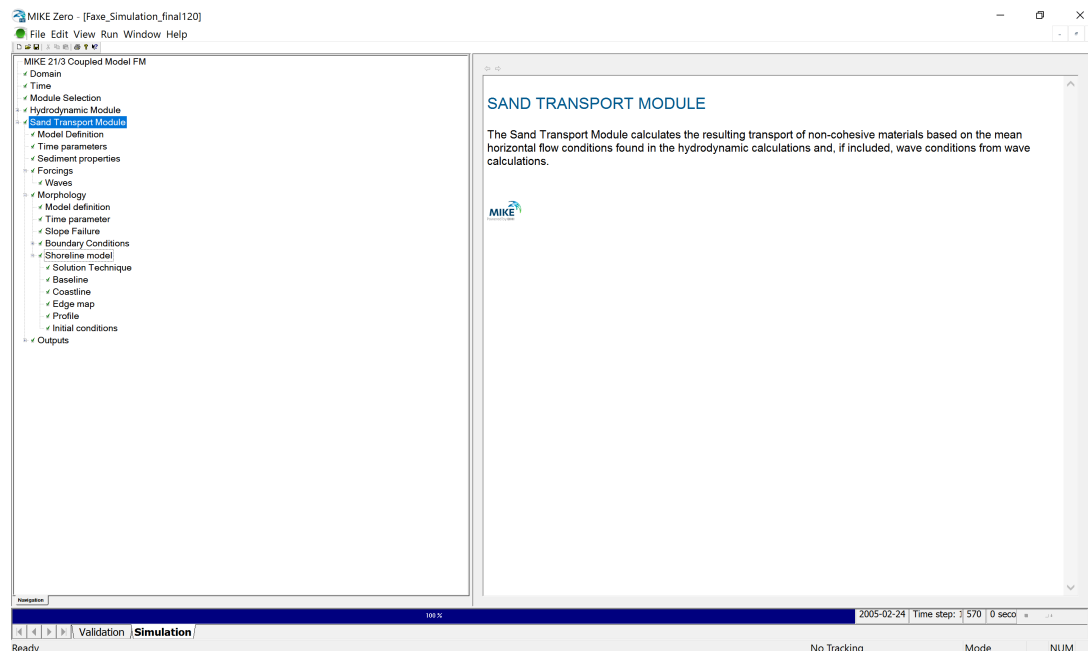 MIKE Zero - [Faxe_Simulation_final120]
File Edit View Run Window Help
MIKE 21/3 Coupled Model FM
Domain
Time
Module Selection
Hydrodynamic Module
Sand Transport Module
Model Definition
Time parameters
Sediment properties
Forcings
Waves
Morphology
Model definition
Time parameter
Slope Failure
Boundary Conditions
Shoreline model
Solution Technique
Baseline
Coastline
Edge map
Profile
Initial conditions
Outputs
Navigation
SAND TRANSPORT MODULE
The Sand Transport Module calculates the resulting transport of non-cohesive materials based on the mean
horizontal flow conditions found in the hydrodynamic calculations and, if included, wave conditions from wave
calculations.
MIKE
100 %
2005-02-24 Time step: 570 0 seco
Validation Simulation
Ready No Tracking Mode NUM